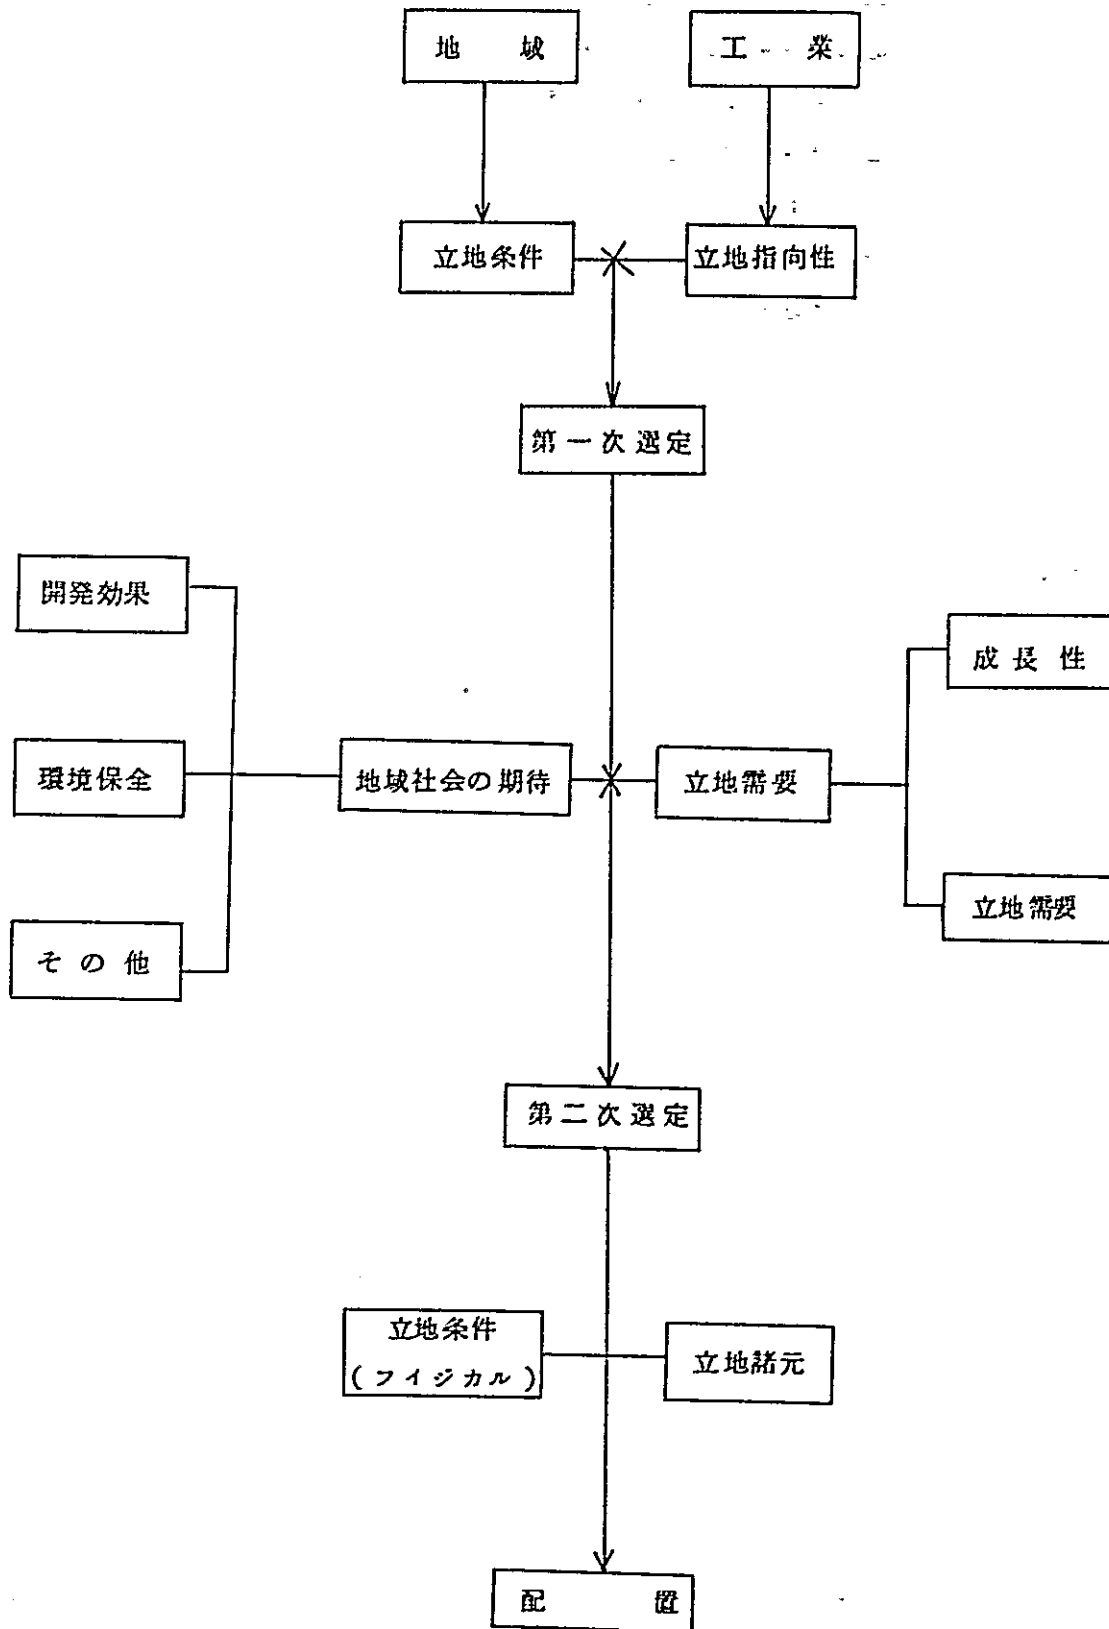 地 域
工 業
立地条件
立地指向性
第一次選定
開発効果
成長性
環境保全
地域社会の期待
立地需要
立地需要
その他
第二次選定
立地条件
(フイジカル)
立地諸元
配 置